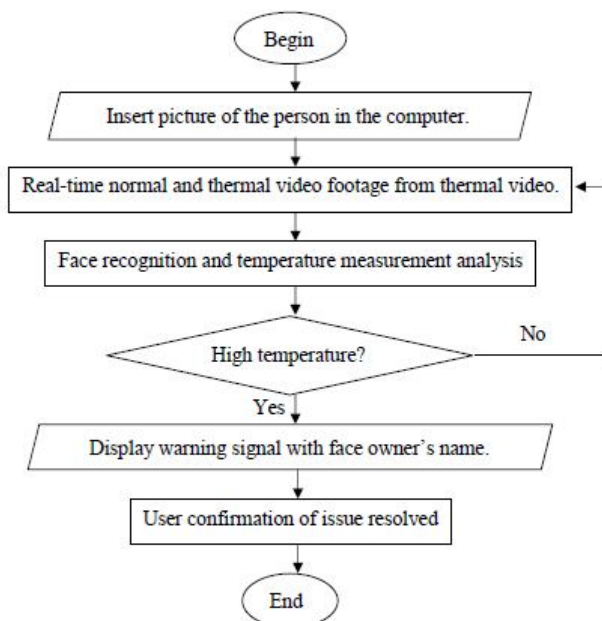 Begin
Insert picture of the person in the computer.
Real-time normal and thermal video footage from thermal video.
Face recognition and temperature measurement analysis
High temperature?
No
Yes
Display warning signal with face owner’s name.
User confirmation of issue resolved
End